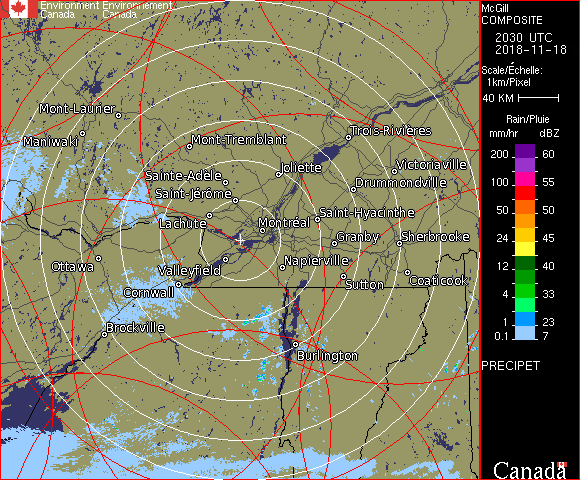 Environment Environnement
Canada Canada
McGill
COMPOSITE
2030 UTC
2018-11-18
Scale/Échelle:
1km/Pixel
40 KM
Rain/Pluie
mm/hr dBZ
200 60
100 55
50 50
24 45
12 40
4 33
1 23
0.1 7
PRECIPET
Canada
Mont-Laurier
Maniwaki
Mont-Tremblant
Trois-Rivières
Joliette
Victoriaville
Sainte-Adèle
Drummondville
Saint-Jérôme
Lachute
Saint-Hyacinthe
Montréal
Granby
Sherbrooke
Ottawa
Valleyfield
Napierville
Cornwall
Sutton
Coaticook
Brockville
Burlington